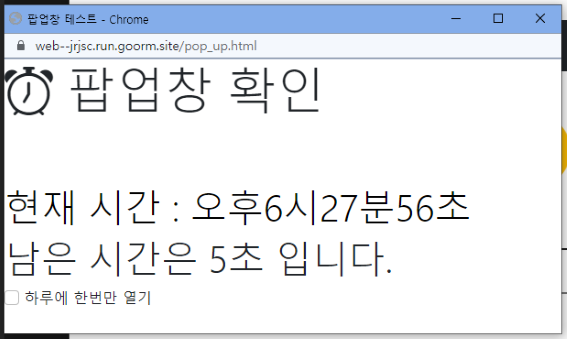 팝업창 테스트 - Chrome
web--jrjsc.run.goorm.site/pop_up.html
팝업창 확인
현재 시간 : 오후6시27분56초
남은 시간은 5초 입니다.
하루에 한번만 열기